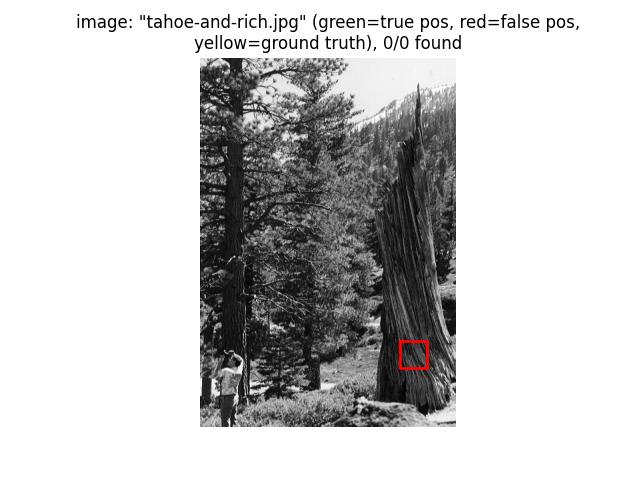 image: "tahoe-and-rich.jpg" (green=true pos, red=false pos,
yellow=ground truth), 0/0 found